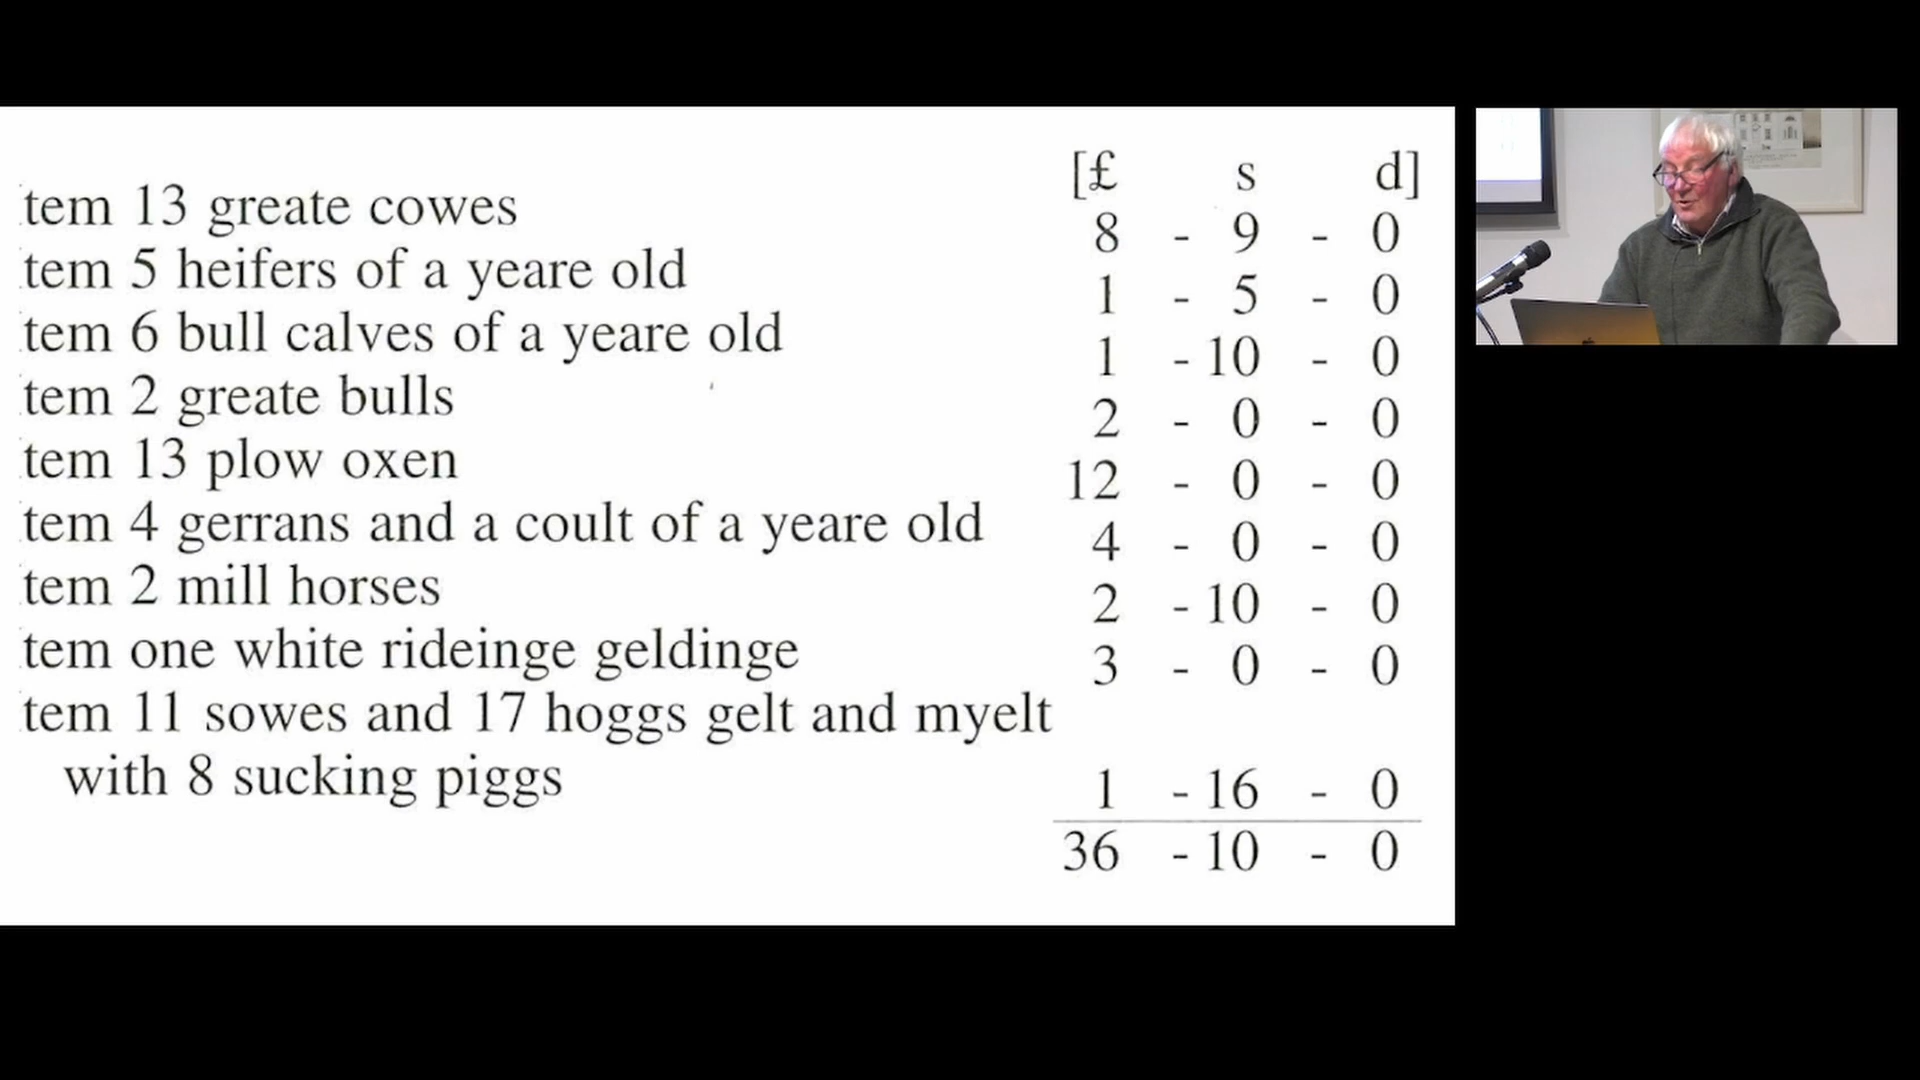 [£ s d]
tem 13 greate cowes 8 - 9 - 0
tem 5 heifers of a yeare old 1 - 5 - 0
tem 6 bull calves of a yeare old 1 - 10 - 0
tem 2 greate bulls 2 - 0 - 0
tem 13 plow oxen 12 - 0 - 0
tem 4 gerrans and a coult of a yeare old 4 - 0 - 0
tem 2 mill horses 2 - 10 - 0
tem one white rideinge geldinge 3 - 0 - 0
tem 11 sowes and 17 hoggs gelt and myelt
with 8 sucking piggs 1 - 16 - 0
36 - 10 - 0